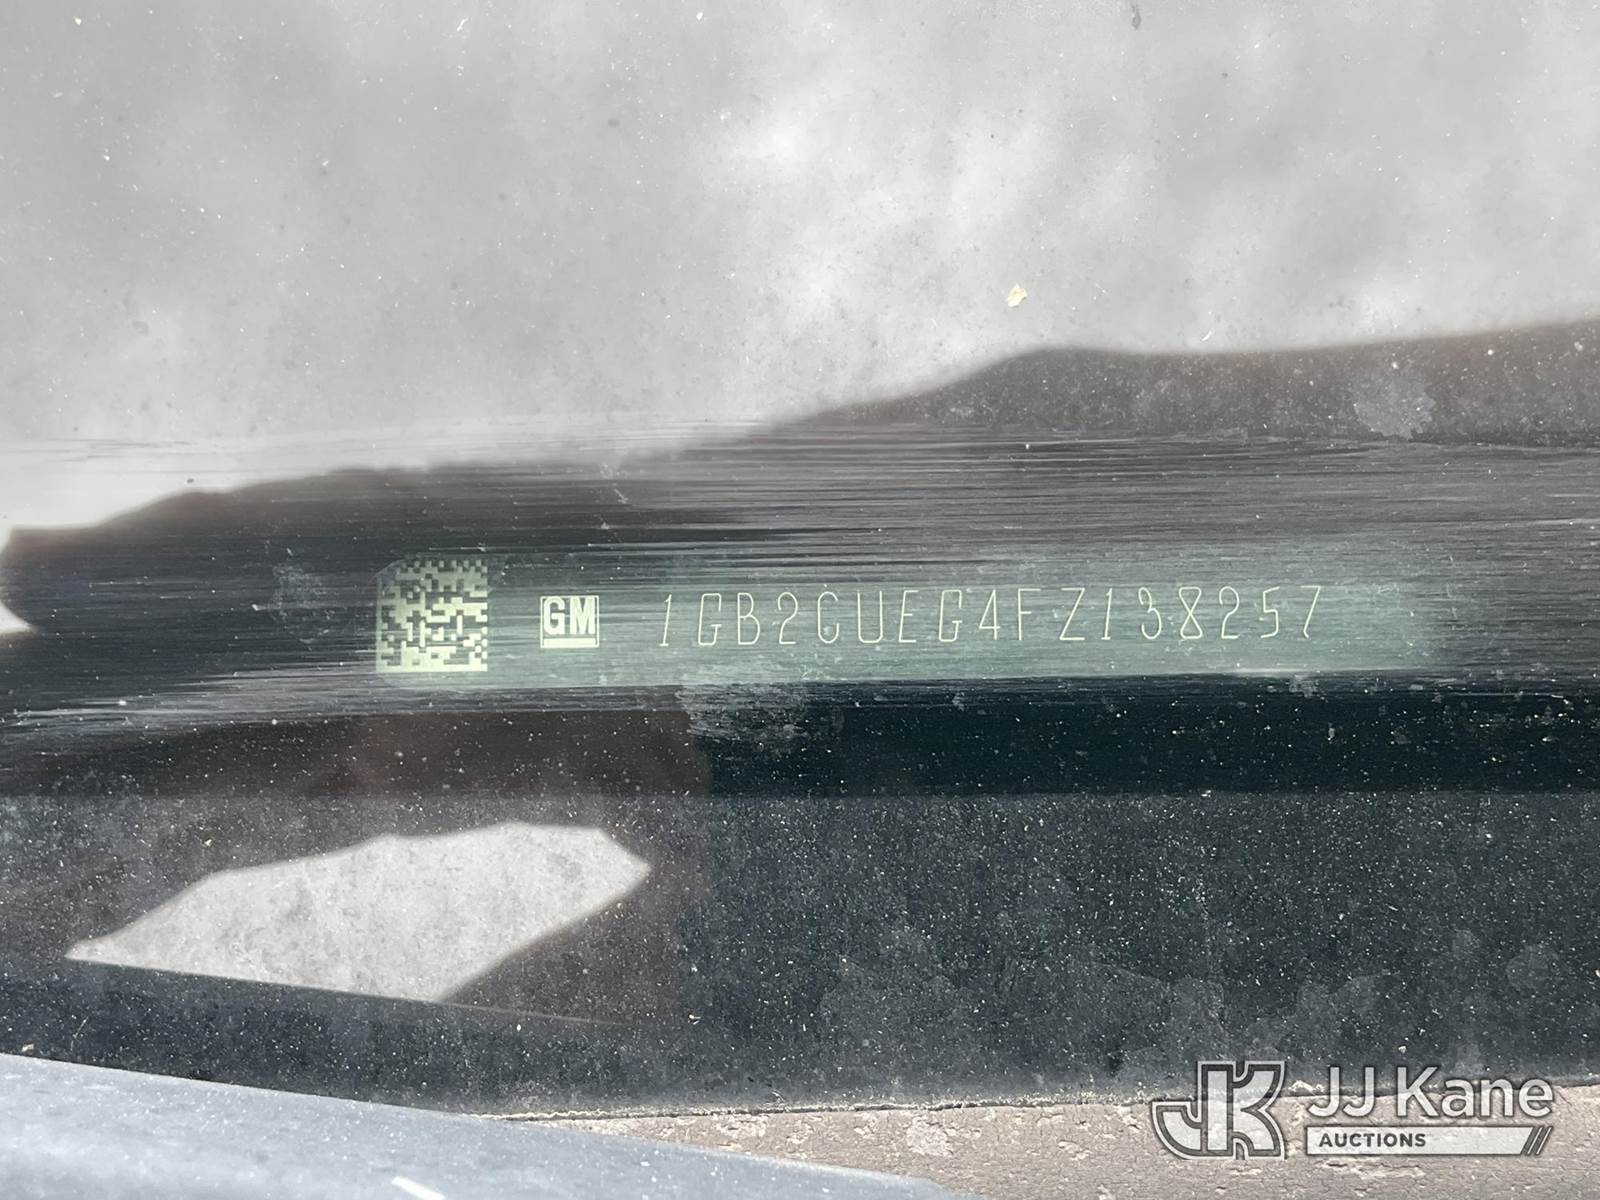 GM 1GB2CUEG4FZ138257
JJ Kane
AUCTIONS